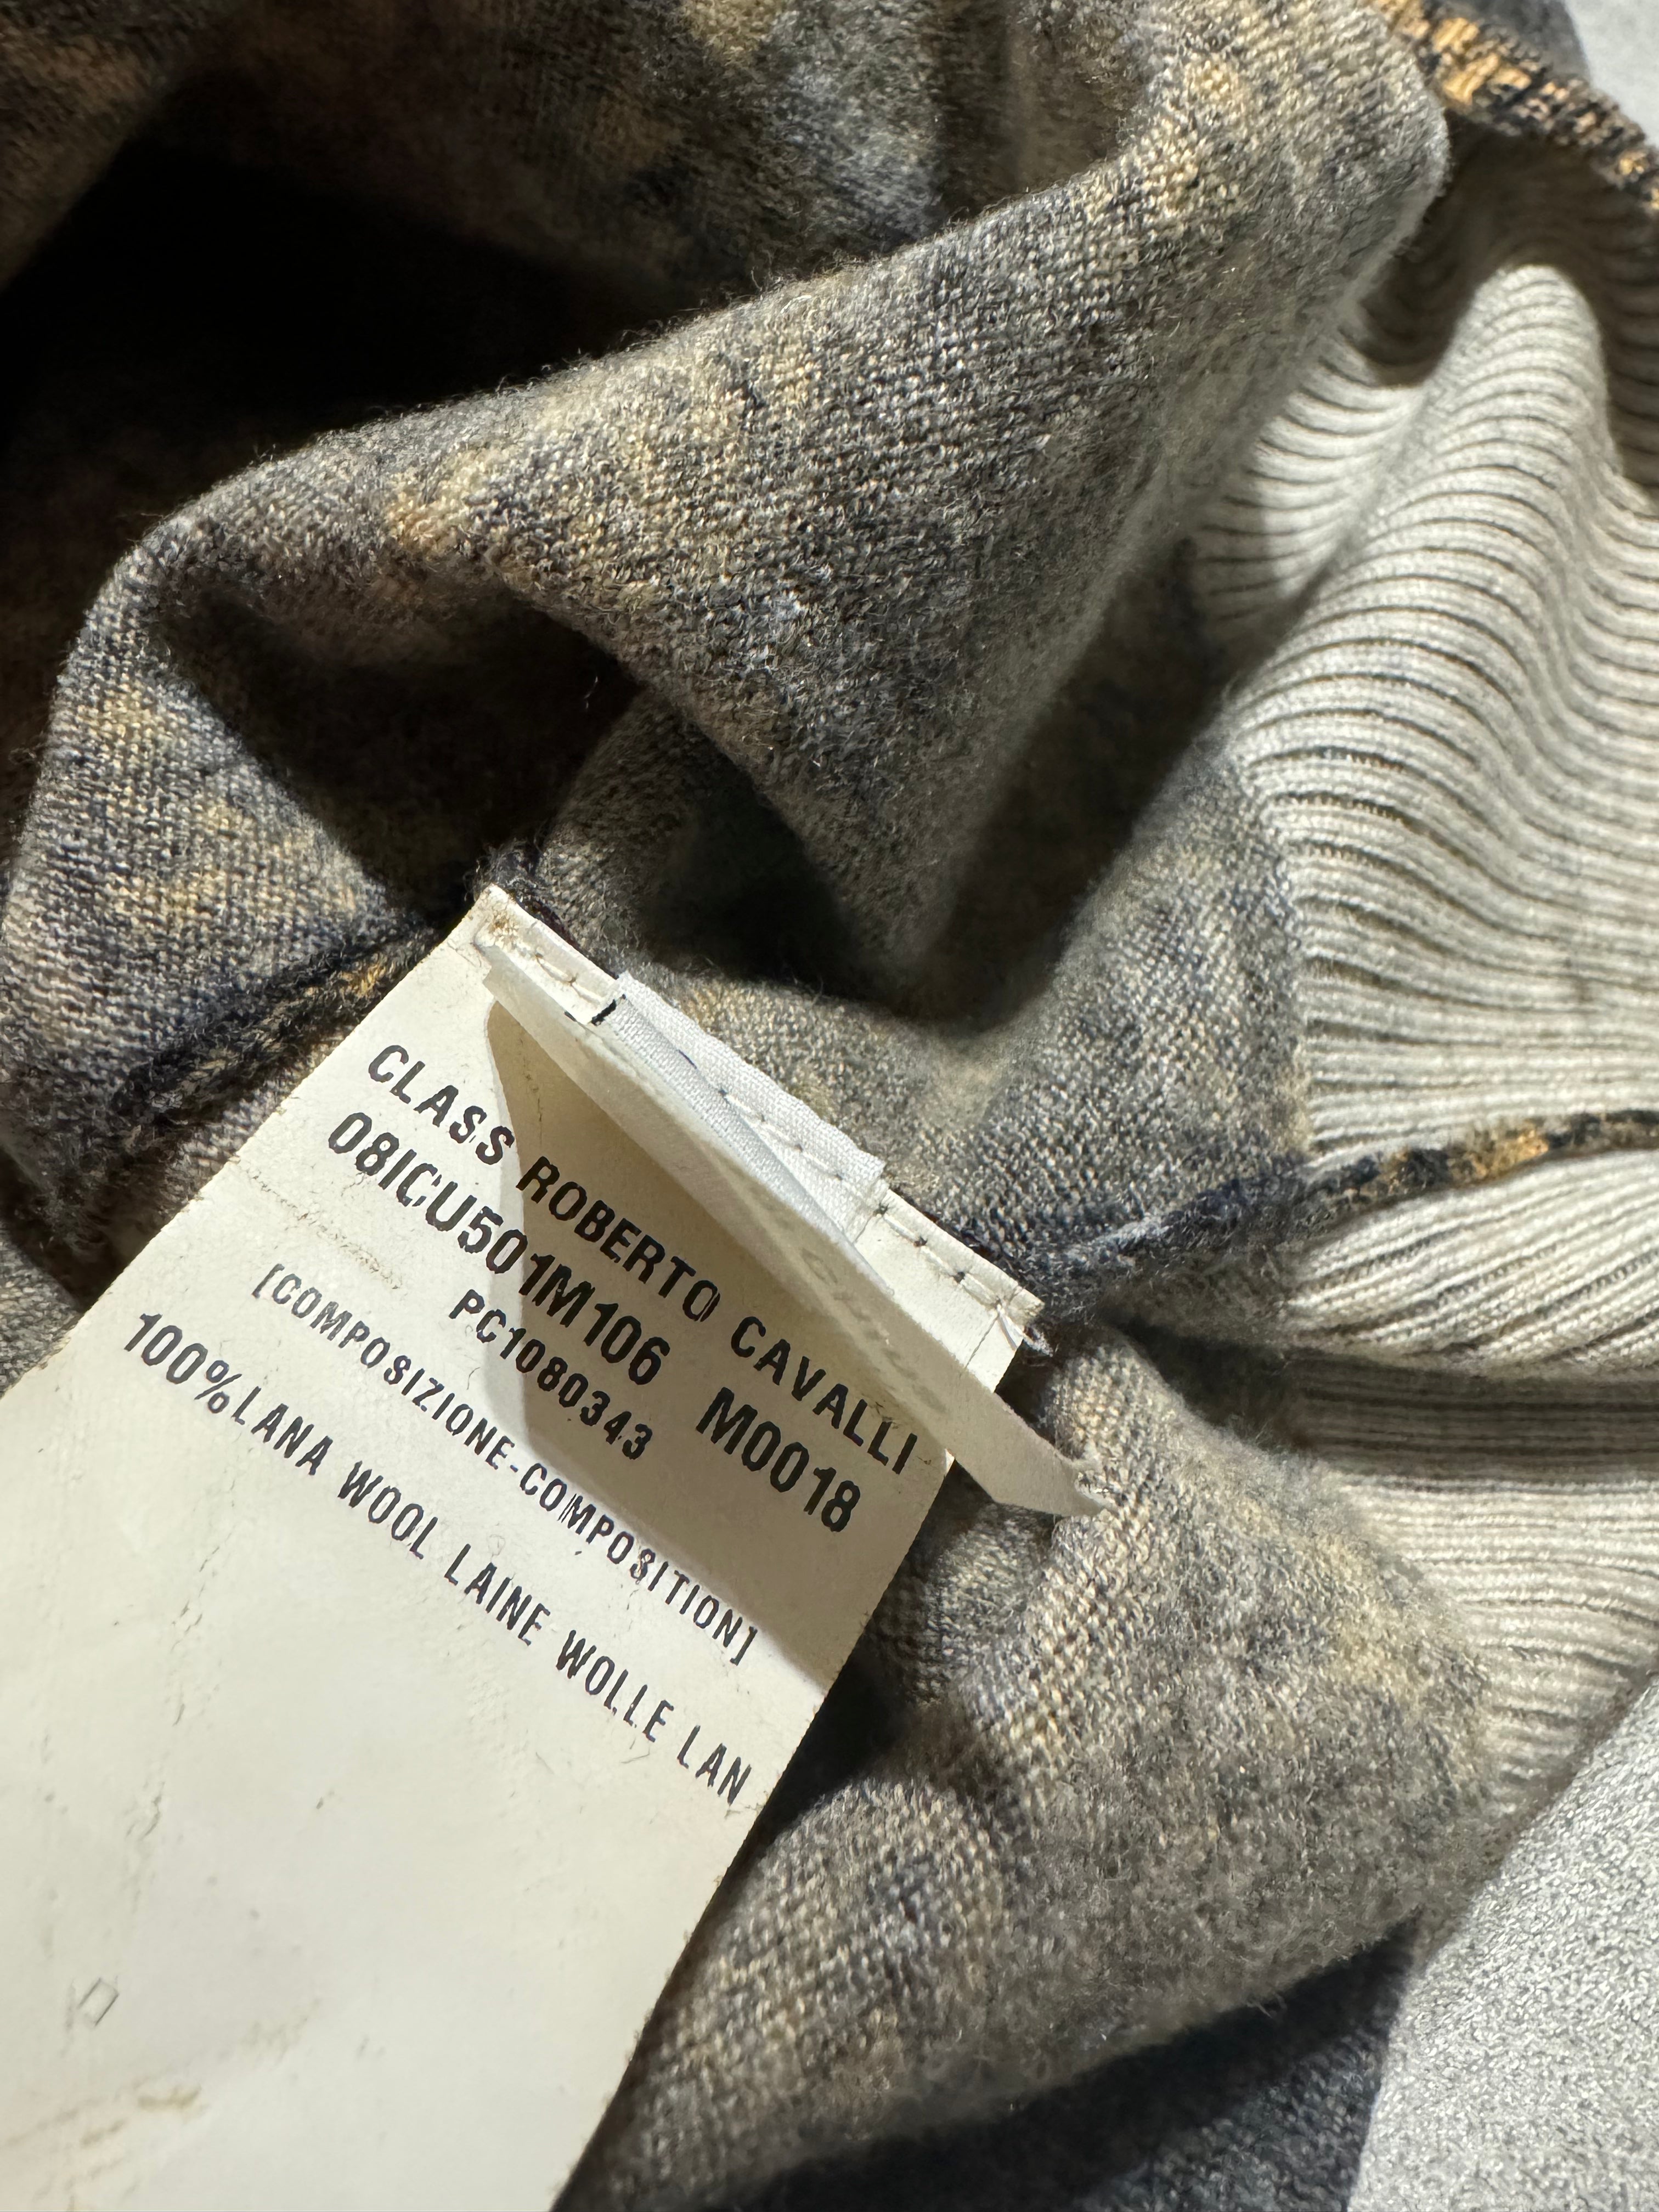 CLASS ROBERTO CAVALLI
08ICU501M106 M0018
PC1080343
[COMPOSIZIONE-COMPOSITION]
100%LANA WOOL LAINE WOLLE LAN